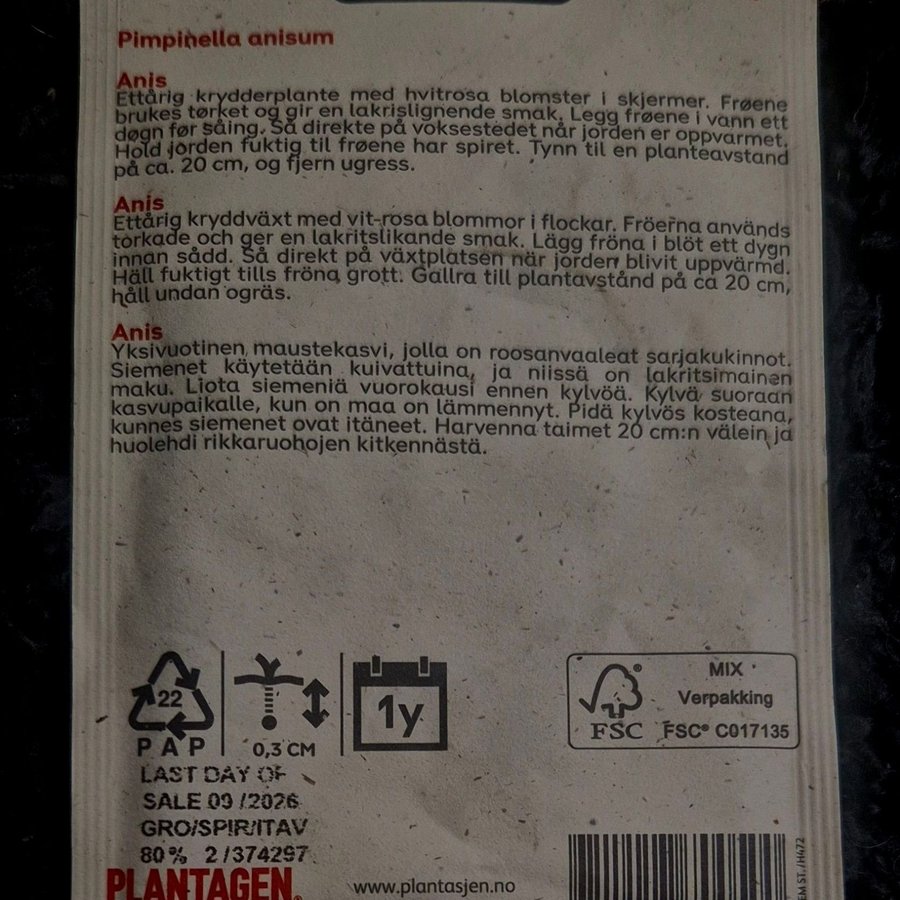 Pimpinella anisum
Anis
Ettårig krydderplante med hvitrosa blomster i skjermer. Frøene
brukes tørket og gir en lakrislignende smak. Legg frøene i vann ett
døgn før såing. Så direkte på voksestedet når jorden er oppvarmet.
Hold jorden fuktig til frøene har spiret. Tynn til en planteavstand
på ca. 20 cm, og fjern ugress.
Anis
Ettårig kryddväxt med vit-rosa blommor i flockar. Fröerna används
torkade och ger en lakritslikande smak. Lägg fröna i blöt ett dygn
innan sådd. Så direkt på växtplatsen när jorden blivit uppvärmd.
Häll fuktigt tills fröna grott. Gallra till plantavstånd på ca 20 cm,
håll undan ogräs.
Anis
Yksivuotinen maustekasvi, jolla on roosanvaaleat sarjakukinnot.
Siemenet käytetään kuivattuina, ja niissä on lakritsimainen
maku. Liota siemeniä vuorokausi ennen kylvöä. Kylvä suoraan
kasvupaikalle, kun on maa on lämmennyt. Pidä kylvös kosteana,
kunnes siemenet ovat itäneet. Harvenna taimet 20 cm:n välein ja
huolehdi rikkaruohojen kitkennästä.
22
PAP
0,3 CM
1y
MIX
Verpakking
FSC® C017135
FSC
LAST DAY OF
SALE 09/2026
GRO/SPIR/ITAV
80% 2/374297
PLANTAGEN.
www.plantasjen.no
EM ST. /H472